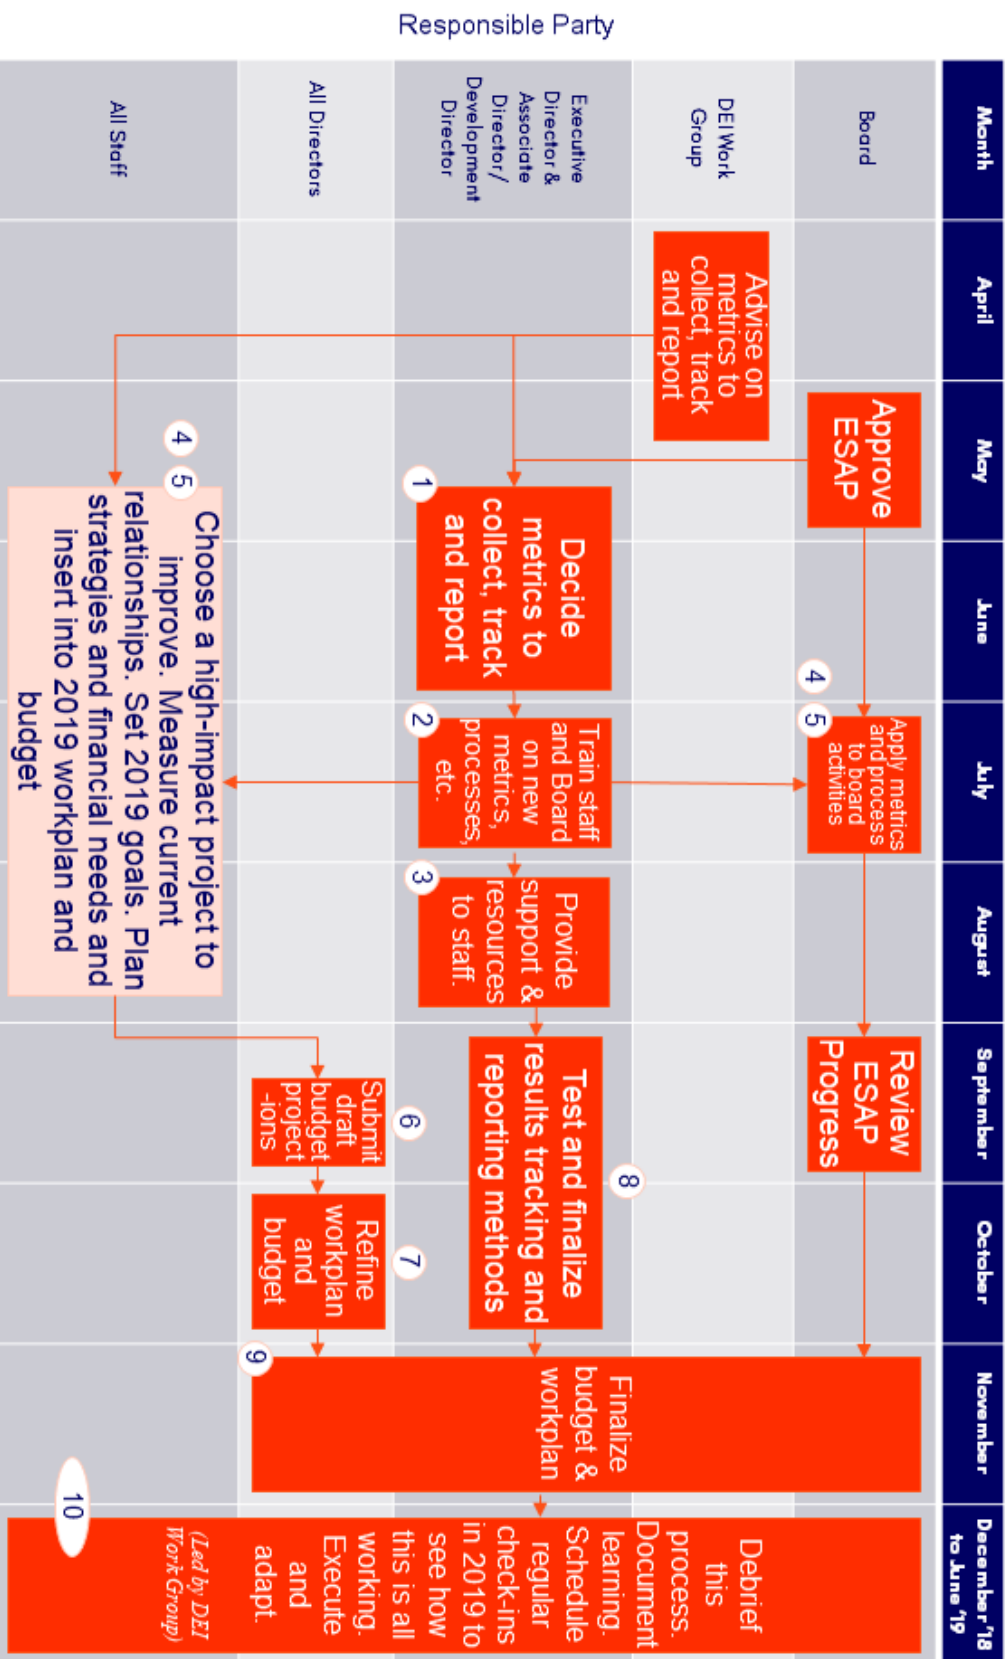 Responsible Party
Month
April
May
June
July
August
September
October
November
December '18
to June '19
Board
Approve
ESAP
4
5
Apply metrics
and process
to board
activities
Review
ESAP
Progress
DEI Work
Group
Advise on
metrics to
collect, track
and report
Executive
Director &
Associate
Director/
Development
Director
1
Decide
metrics to
collect, track
and report
2
Train staff
and Board
on new
metrics,
processes,
etc.
3
Provide
support &
resources
to staff.
8
Test and finalize
results tracking and
reporting methods
All Directors
6
Submit
draft
budget
project
-ions
7
Refine
workplan
and
budget
9
Finalize
budget &
workplan
All Staff
4
5
Choose a high-impact project to
improve. Measure current
relationships. Set 2019 goals. Plan
strategies and financial needs and
insert into 2019 workplan and
budget
10
Debrief
this
process.
Document
learning.
Schedule
regular
check-ins
in 2019 to
see how
this is all
working.
Execute
and
adapt.
(Led by DEI
Work Group)